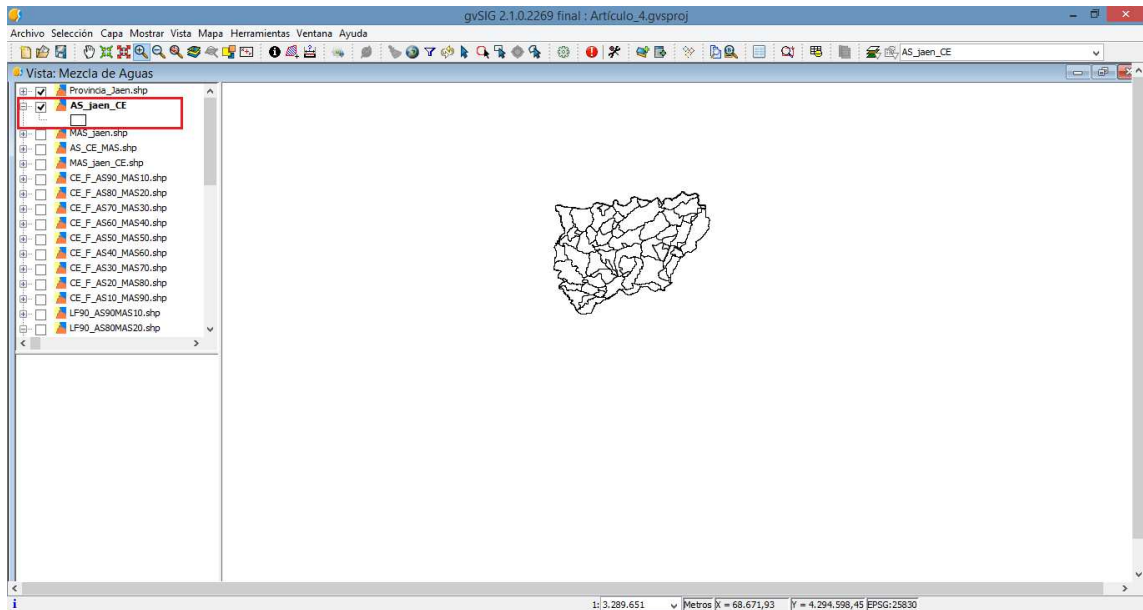 gvSIG 2.1.0.2269 final : Artículo_4.gvsproj
Archivo Selección Capa Mostrar Vista Mapa Herramientas Ventana Ayuda
AS_jaen_CE
Vista: Mezcla de Aguas
Provincia_Jaen.shp
AS_jaen_CE
MAS_jaen.shp
AS_CE_MAS.shp
MAS_jaen_CE.shp
CE_F_AS90_MAS10.shp
CE_F_AS80_MAS20.shp
CE_F_AS70_MAS30.shp
CE_F_AS60_MAS40.shp
CE_F_AS50_MAS50.shp
CE_F_AS40_MAS60.shp
CE_F_AS30_MAS70.shp
CE_F_AS20_MAS80.shp
CE_F_AS10_MAS90.shp
LF90_AS90MAS10.shp
LF90_AS80MAS20.shp
1: 3.289.651 Metros X = 68.671,93 Y = 4.294.598,45 EPSG:25830